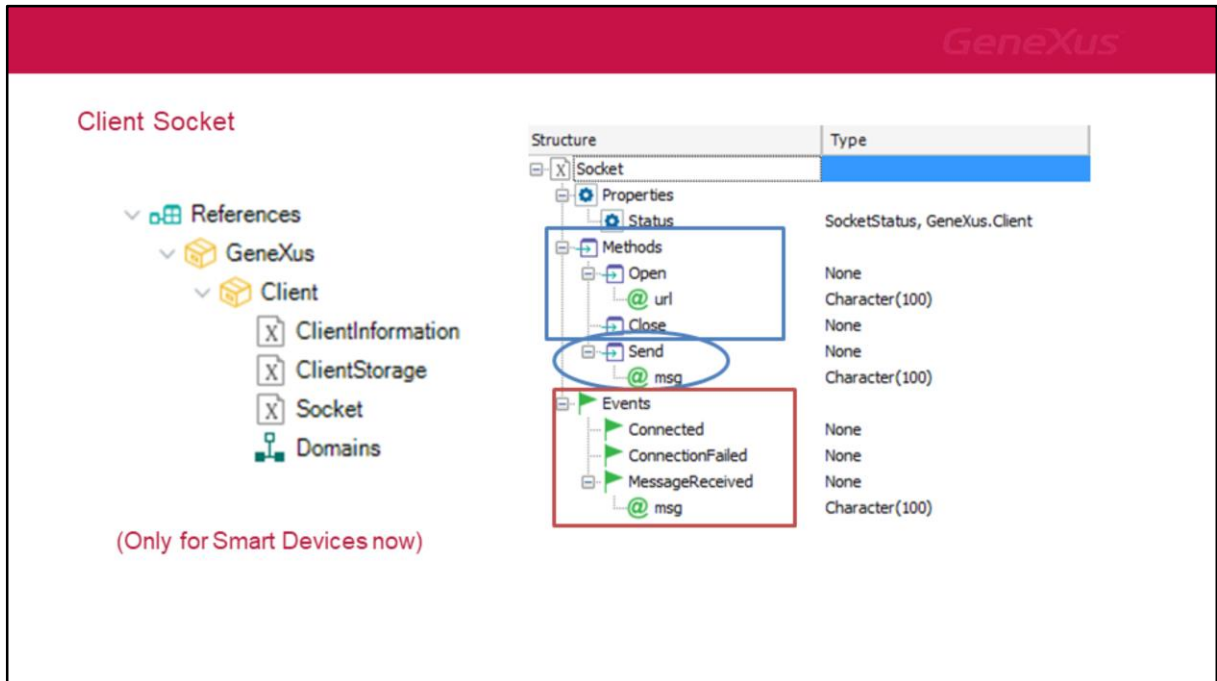 GeneXus
Client Socket
References
GeneXus
Client
ClientInformation
ClientStorage
Socket
Domains
(Only for Smart Devices now)
Structure Type
Socket
Properties
Status SocketStatus, GeneXus.Client
Methods
Open None
url Character(100)
Close None
Send None
msg Character(100)
Events
Connected None
ConnectionFailed None
MessageReceived None
msg Character(100)